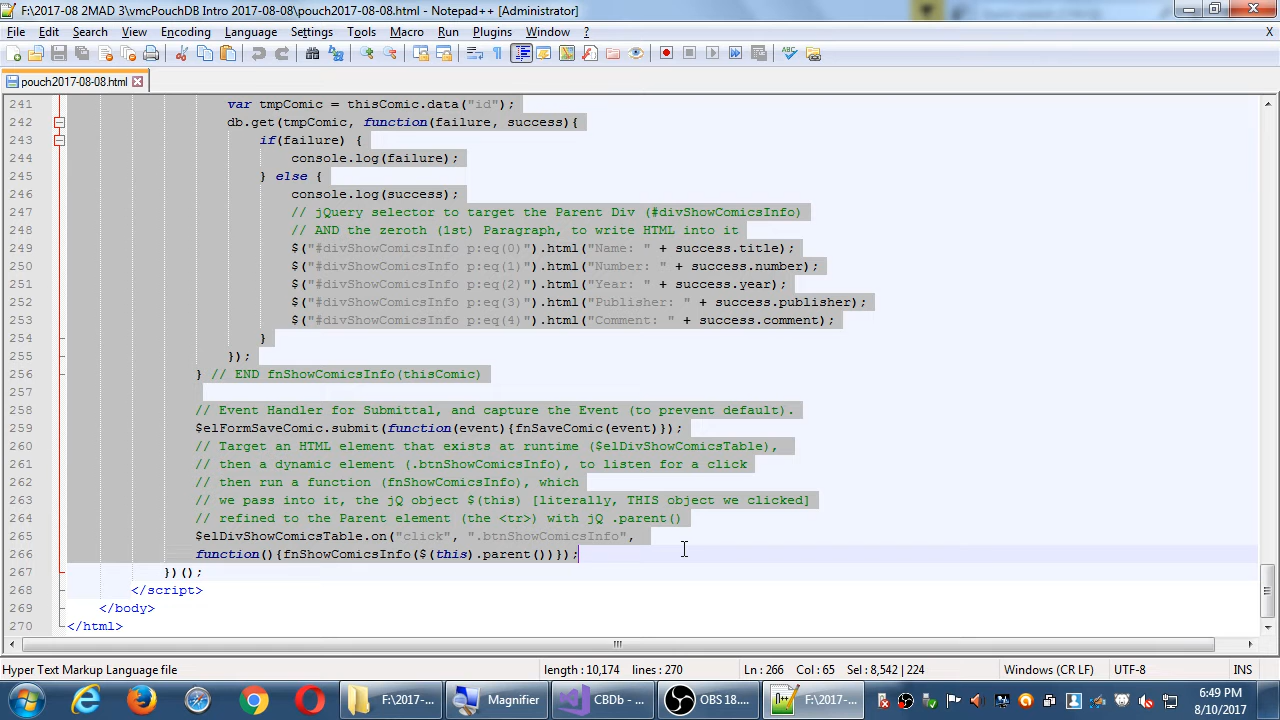 F:\2017-08 2MAD 3\vmcPouchDB Intro 2017-08-08\pouch2017-08-08.html - Notepad++ [Administrator]
File Edit Search View Encoding Language Settings Tools Macro Run Plugins Window ? X
pouch2017-08-08.html
241 var tmpComic = thisComic.data("id");
242 db.get(tmpComic, function(failure, success){
243 if(failure) {
244 console.log(failure);
245 } else {
246 console.log(success);
247 // jQuery selector to target the Parent Div (#divShowComicsInfo)
248 // AND the zeroth (1st) Paragraph, to write HTML into it
249 $("#divShowComicsInfo p:eq(0)").html("Name: " + success.title);
250 $("#divShowComicsInfo p:eq(1)").html("Number: " + success.number);
251 $("#divShowComicsInfo p:eq(2)").html("Year: " + success.year);
252 $("#divShowComicsInfo p:eq(3)").html("Publisher: " + success.publisher);
253 $("#divShowComicsInfo p:eq(4)").html("Comment: " + success.comment);
254 }
255 });
256 } // END fnShowComicsInfo(thisComic)
257
258 // Event Handler for Submittal, and capture the Event (to prevent default).
259 $elFormSaveComic.submit(function(event){fnSaveComic(event)});
260 // Target an HTML element that exists at runtime ($elDivShowComicsTable),
261 // then a dynamic element (.btnShowComicsInfo), to listen for a click
262 // then run a function (fnShowComicsInfo), which
263 // we pass into it, the jQ object $(this) [literally, THIS object we clicked]
264 // refined to the Parent element (the <tr>) with jQ .parent()
265 $elDivShowComicsTable.on("click", ".btnShowComicsInfo",
266 function(){fnShowComicsInfo($(this).parent())});
267 })();
268 </script>
269 </body>
270 </html>
Hyper Text Markup Language file length : 10,174 lines : 270 Ln : 266 Col : 65 Sel : 8,542 | 224 Windows (CR LF) UTF-8 INS
F:\2017-... Magnifier CBDb - ... OBS 18.... F:\2017-... 6:49 PM
8/10/2017